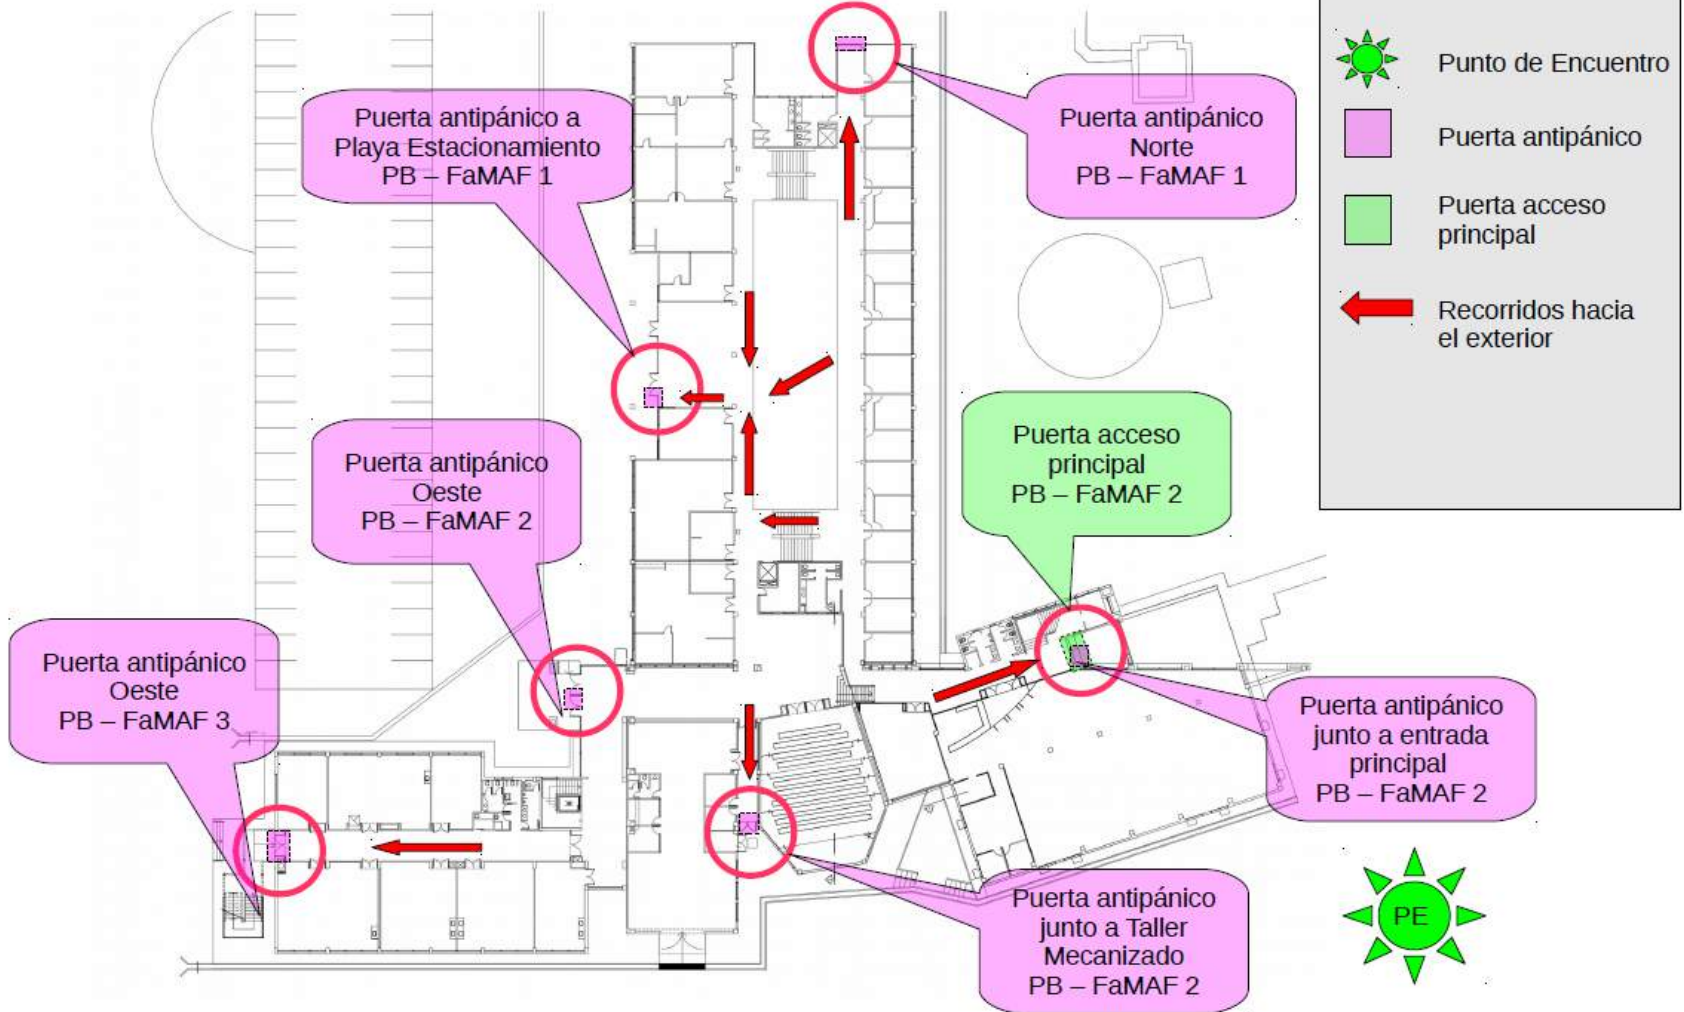 Puerta antipánico a
Playa Estacionamiento
PB – FaMAF 1
Puerta antipánico
Norte
PB – FaMAF 1
Punto de Encuentro
Puerta antipánico
Puerta acceso
principal
Recorridos hacia
el exterior
Puerta antipánico
Oeste
PB – FaMAF 2
Puerta acceso
principal
PB – FaMAF 2
Puerta antipánico
Oeste
PB – FaMAF 3
Puerta antipánico
junto a entrada
principal
PB – FaMAF 2
Puerta antipánico
junto a Taller
Mecanizado
PB – FaMAF 2
PE